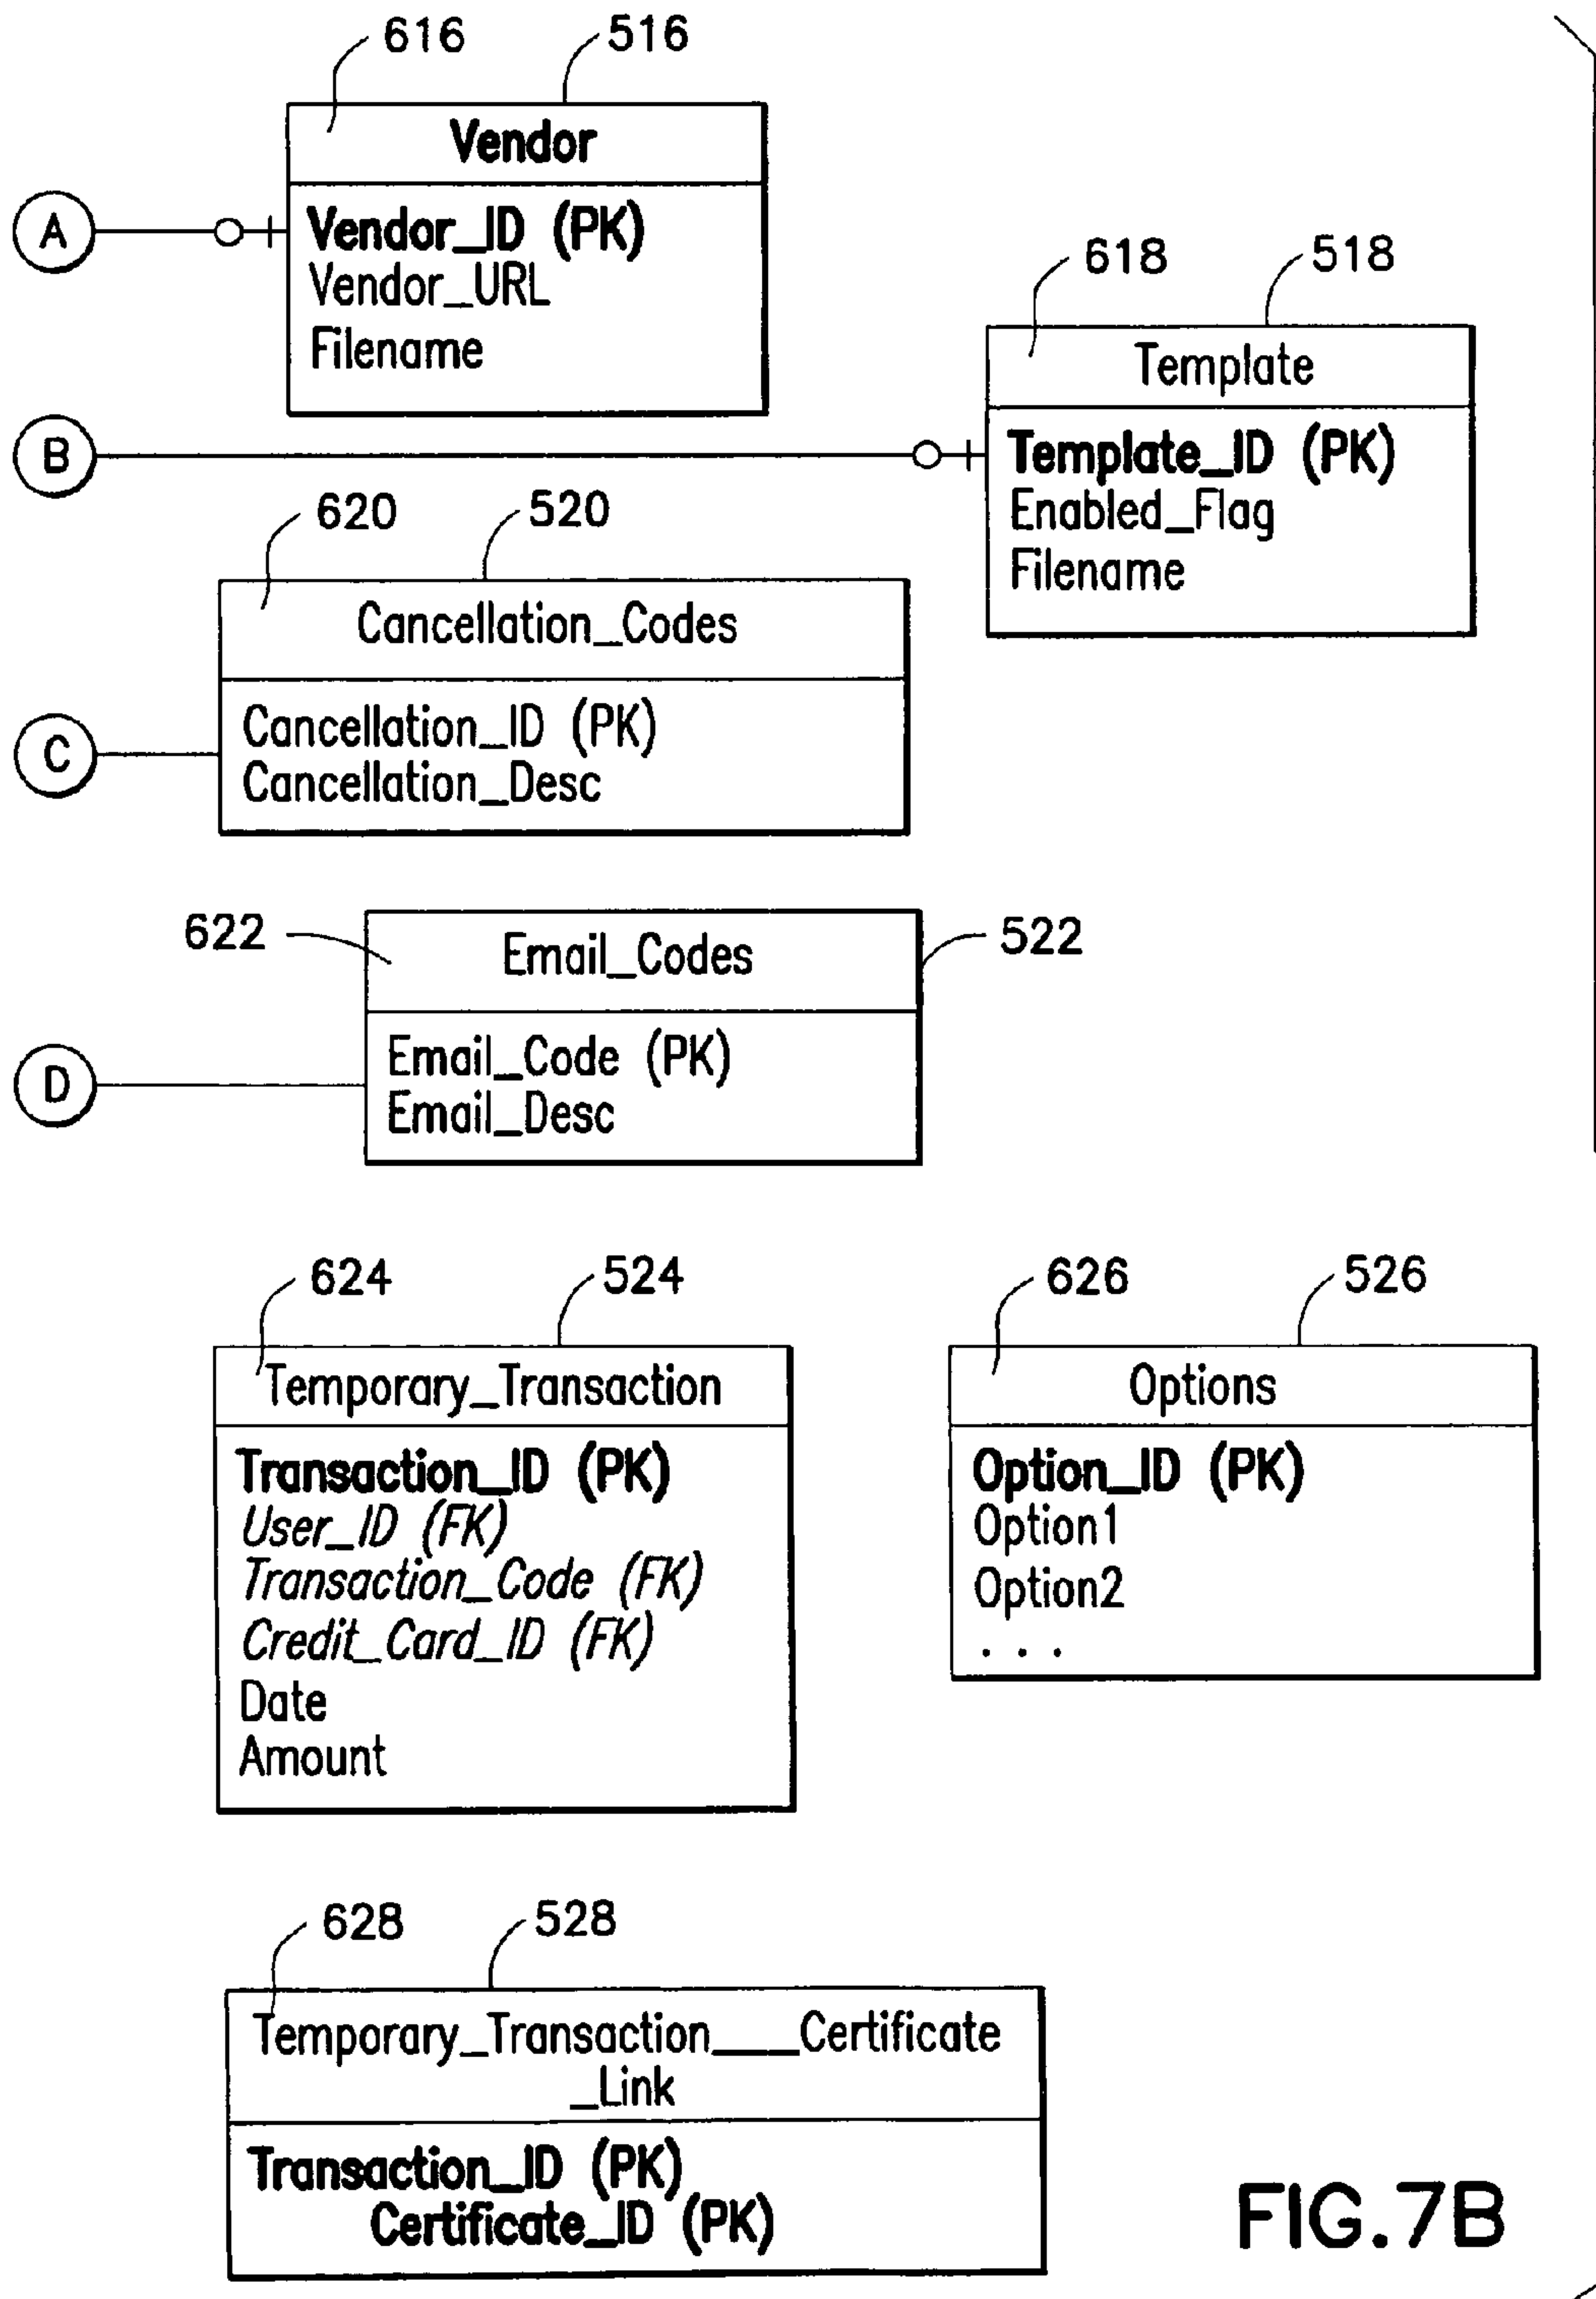 616 516
Vendor
A
Vendor_ID (PK)
Vendor_URL
Filename
618 518
Template
B
Template_ID (PK)
Enabled_Flag
Filename
620 520
Cancellation_Codes
C
Cancellation_ID (PK)
Cancellation_Desc
622 522
Email_Codes
D
Email_Code (PK)
Email_Desc
624 524
Temporary_Transaction
Transaction_ID (PK)
User_ID (FK)
Transaction_Code (FK)
Credit_Card_ID (FK)
Date
Amount
626 526
Options
Option_ID (PK)
Option1
Option2
. . .
628 528
Temporary_Transaction___Certificate
_Link
Transaction_ID (PK)
Certificate_ID (PK)
FIG.7B